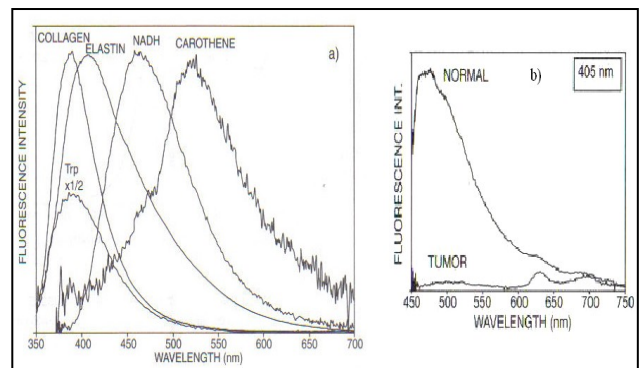 COLLAGEN
ELASTIN
NADH
CAROTHENE
a)
Trp
x1/2
FLUORESCENCE INTENSITY
350 400 450 500 550 600 650 700
WAVELENGTH (nm)
b)
405 nm
NORMAL
TUMOR
FLUORESCENCE INT.
450 500 550 600 650 700 750
WAVELENGTH (nm)